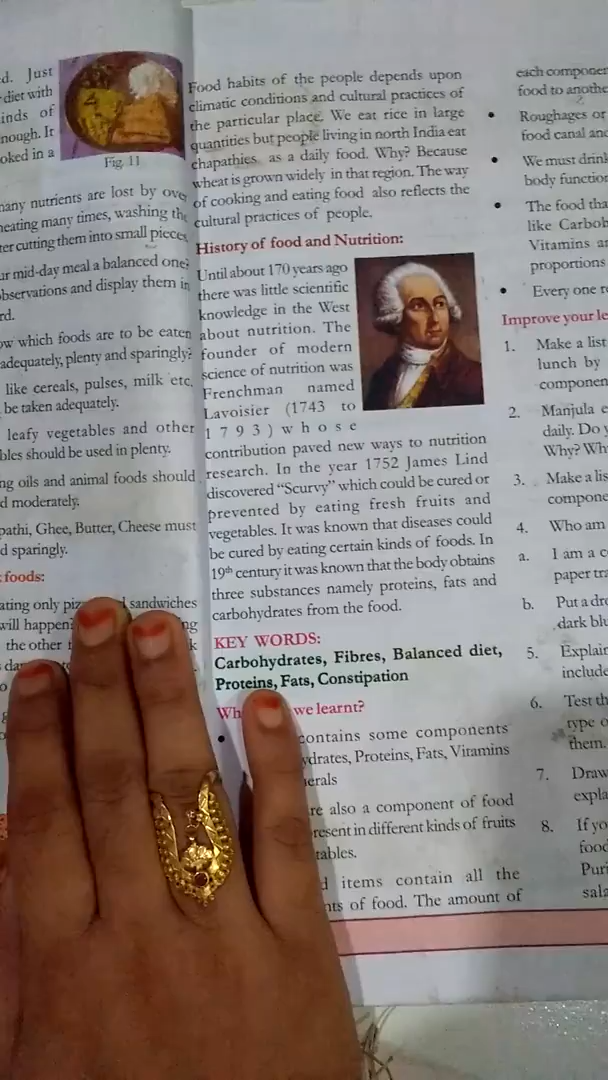 d. Just
diet with
inds of
nough. It
oked in a
Fig. 11
many nutrients are lost by over
heating many times, washing the
ter cutting them into small pieces
ur mid-day meal a balanced one?
observations and display them in
rd.
ow which foods are to be eaten
adequately, plenty and sparingly?
like cereals, pulses, milk etc.
be taken adequately.
leafy vegetables and other
bles should be used in plenty.
ng oils and animal foods should
d moderately.
pathi, Ghee, Butter, Cheese must
d sparingly.
foods:
ating only piz sandwiches
will happen? ng
the other
Food habits of the people depends upon
climatic conditions and cultural practices of
the particular place. We eat rice in large
quantities but people living in north India eat
chapathies as a daily food. Why? Because
wheat is grown widely in that region. The way
of cooking and eating food also reflects the
cultural practices of people.
History of food and Nutrition:
Until about 170 years ago
there was little scientific
knowledge in the West
about nutrition. The
founder of modern
science of nutrition was
Frenchman named
Lavoisier (1743 to
1793) whose
contribution paved new ways to nutrition
research. In the year 1752 James Lind
discovered "Scurvy" which could be cured or
prevented by eating fresh fruits and
vegetables. It was known that diseases could
be cured by eating certain kinds of foods. In
19th century it was known that the body obtains
three substances namely proteins, fats and
carbohydrates from the food.
KEY WORDS:
Carbohydrates, Fibres, Balanced diet,
Proteins, Fats, Constipation
Wh we learnt?
• contains some components
ydrates, Proteins, Fats, Vitamins
erals
re also a component of food
resent in different kinds of fruits
tables.
d items contain all the
nts of food. The amount of
each componen
food to anothe
• Roughages or
food canal and
• We must drink
body function
• The food tha
like Carboh
Vitamins an
proportions
• Every one r
Improve your le
1. Make a list
lunch by
componen
2. Manjula e
daily. Do y
Why? Wh
3. Make a lis
compone
4. Who am
a. I am a c
paper tra
b. Put a dro
dark blu
5. Explain
include
6. Test th
type o
them.
7. Draw
expla
8. If yo
food
Puri
sala